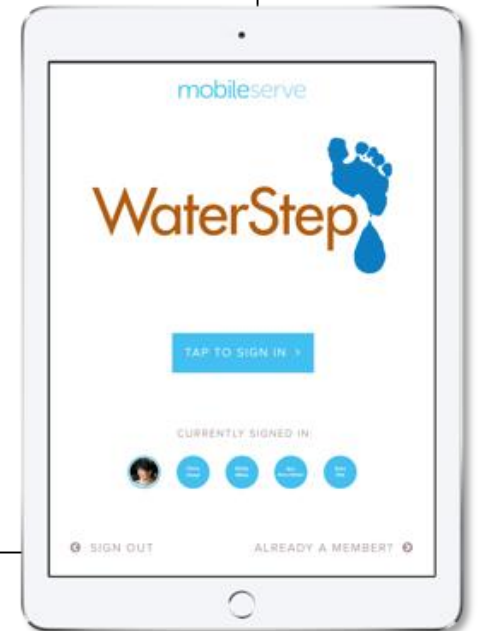 mobileserve
WaterStep
TAP TO SIGN IN >
CURRENTLY SIGNED IN:
SIGN OUT
ALREADY A MEMBER?